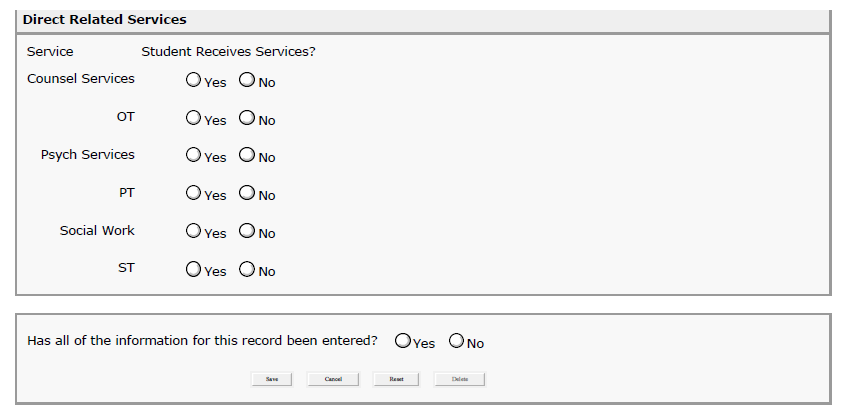 Direct Related Services
Service Student Receives Services?
Counsel Services Yes No
OT Yes No
Psych Services Yes No
PT Yes No
Social Work Yes No
ST Yes No
Has all of the information for this record been entered? Yes No
Save Cancel Reset Delete